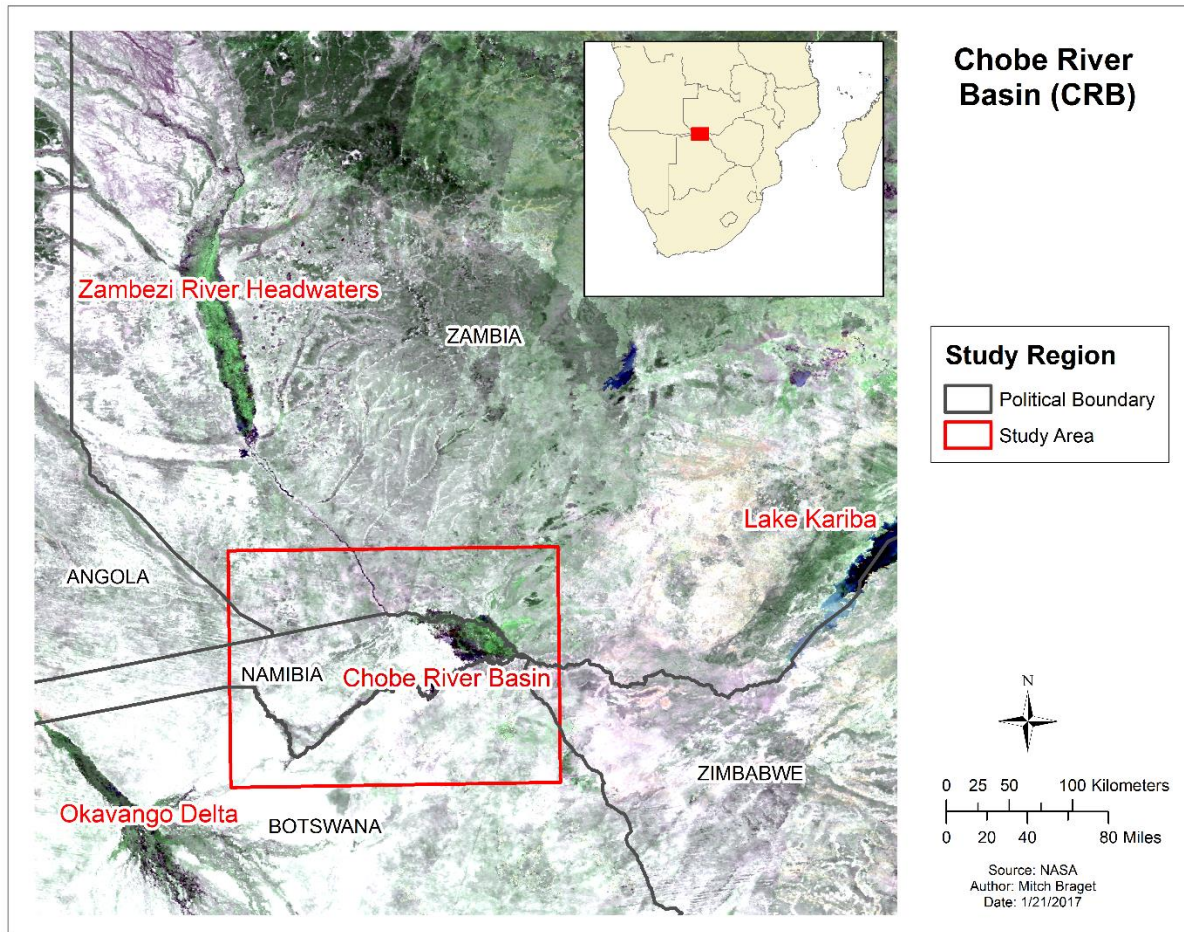 Chobe River
Basin (CRB)
Zambezi River Headwaters
ZAMBIA
Study Region
Political Boundary
Study Area
Lake Kariba
ANGOLA
NAMIBIA
Chobe River Basin
ZIMBABWE
Okavango Delta
BOTSWANA
N
0 25 50 100 Kilometers
0 20 40 80 Miles
Source: NASA
Author: Mitch Braget
Date: 1/21/2017